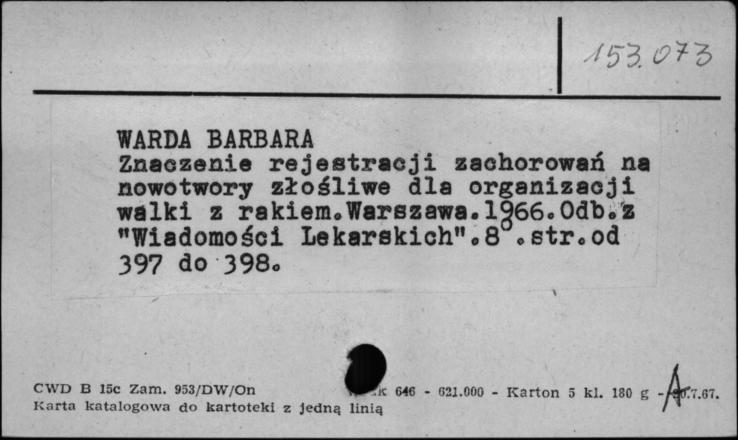 153.073
WARDA BARBARA
Znaczenie rejestracji zachorowań na
nowotwory złośliwe dla organizacji
walki z rakiem.Warszawa.1966.Odb.z
"Wiadomości Lekarskich".8°.str.od
397 do 398.
CWD B 15c Zam. 953/DW/On 646 - 621.000 - Karton 5 kl. 180 g - A .7.67.
Karta katalogowa do kartoteki z jedną linią